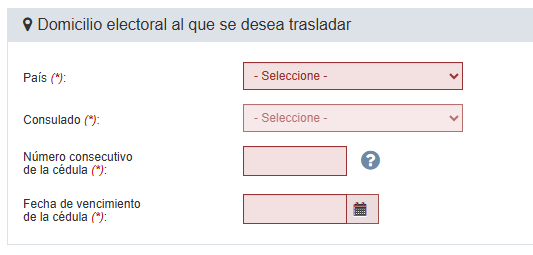 Domicilio electoral al que se desea trasladar
País (*):
- Seleccione -
Consulado (*):
- Seleccione -
Número consecutivo
de la cédula (*):
?
Fecha de vencimiento
de la cédula (*):